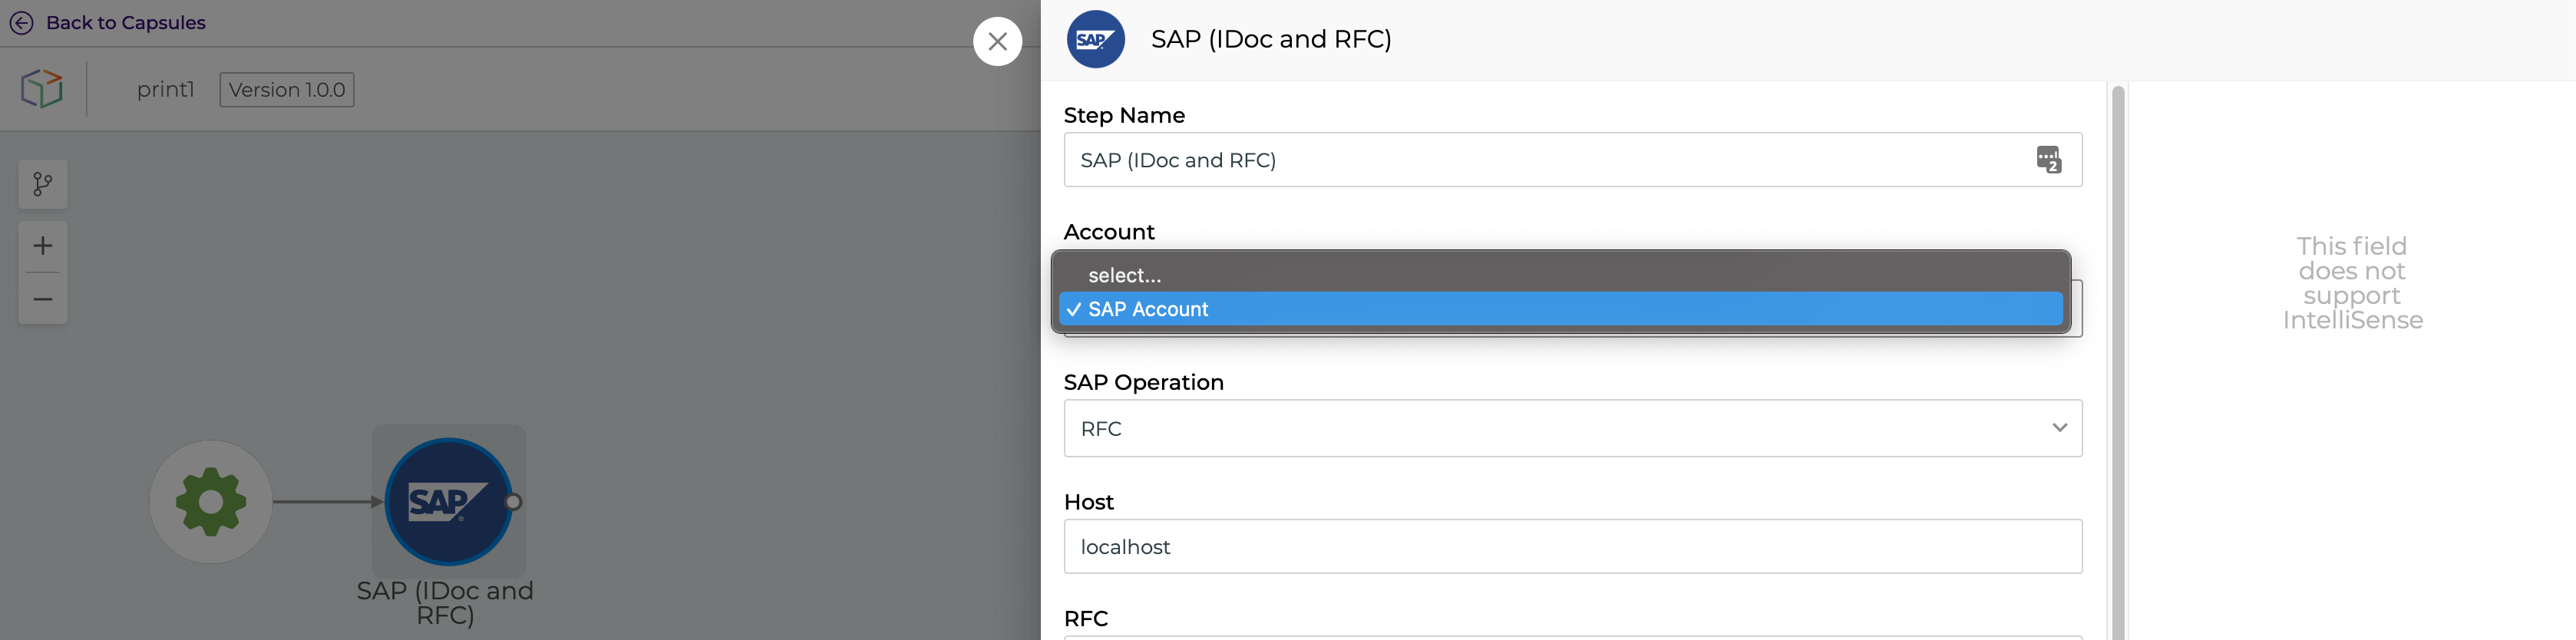 Back to Capsules
print1
Version 1.0.0
SAP
SAP (IDoc and
RFC)
SAP
SAP (IDoc and RFC)
Step Name
SAP (IDoc and RFC)
2
Account
select...
SAP Account
SAP Operation
RFC
Host
localhost
RFC
This field
does not
support
IntelliSense